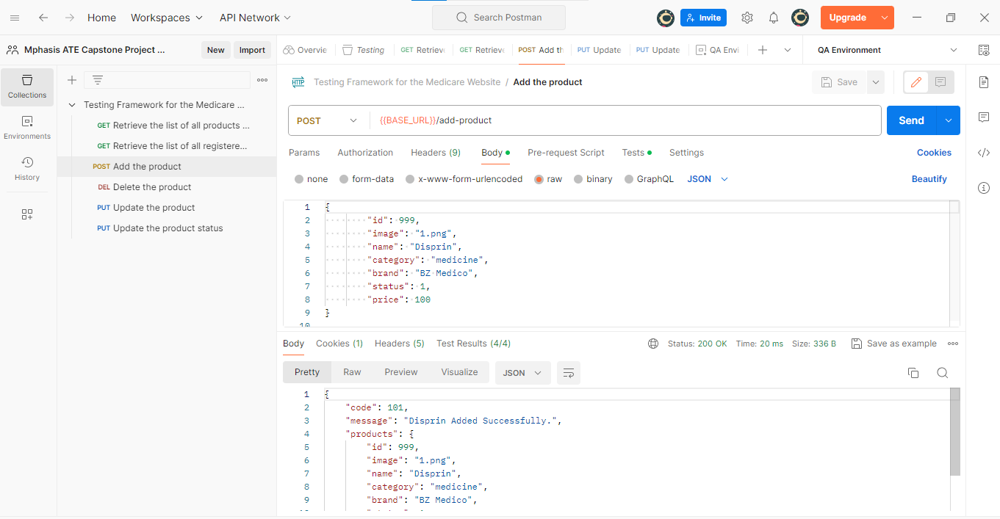 Home Workspaces API Network Search Postman Invite Upgrade
Mphasis ATE Capstone Project ... New Import
Overvie Testing GET Retriev GET Retriev POST Add th PUT Update PUT Update QA Envi QA Environment
Collections
Environments
History
Testing Framework for the Medicare ...
GET Retrieve the list of all products ...
GET Retrieve the list of all registere...
POST Add the product
DEL Delete the product
PUT Update the product
PUT Update the product status
HTTP Testing Framework for the Medicare Website / Add the product Save
POST {{BASE_URL}}/add-product Send
Params Authorization Headers (9) Body Pre-request Script Tests Settings Cookies
none form-data x-www-form-urlencoded raw binary GraphQL JSON Beautify
1 {
2 "id": 999,
3 "image": "1.png",
4 "name": "Disprin",
5 "category": "medicine",
6 "brand": "BZ Medico",
7 "status": 1,
8 "price": 100
9 }
10
Body Cookies (1) Headers (5) Test Results (4/4) Status: 200 OK Time: 20 ms Size: 336 B Save as example
Pretty Raw Preview Visualize JSON
1 {
2 "code": 101,
3 "message": "Disprin Added Successfully.",
4 "products": {
5 "id": 999,
6 "image": "1.png",
7 "name": "Disprin",
8 "category": "medicine",
9 "brand": "BZ Medico",